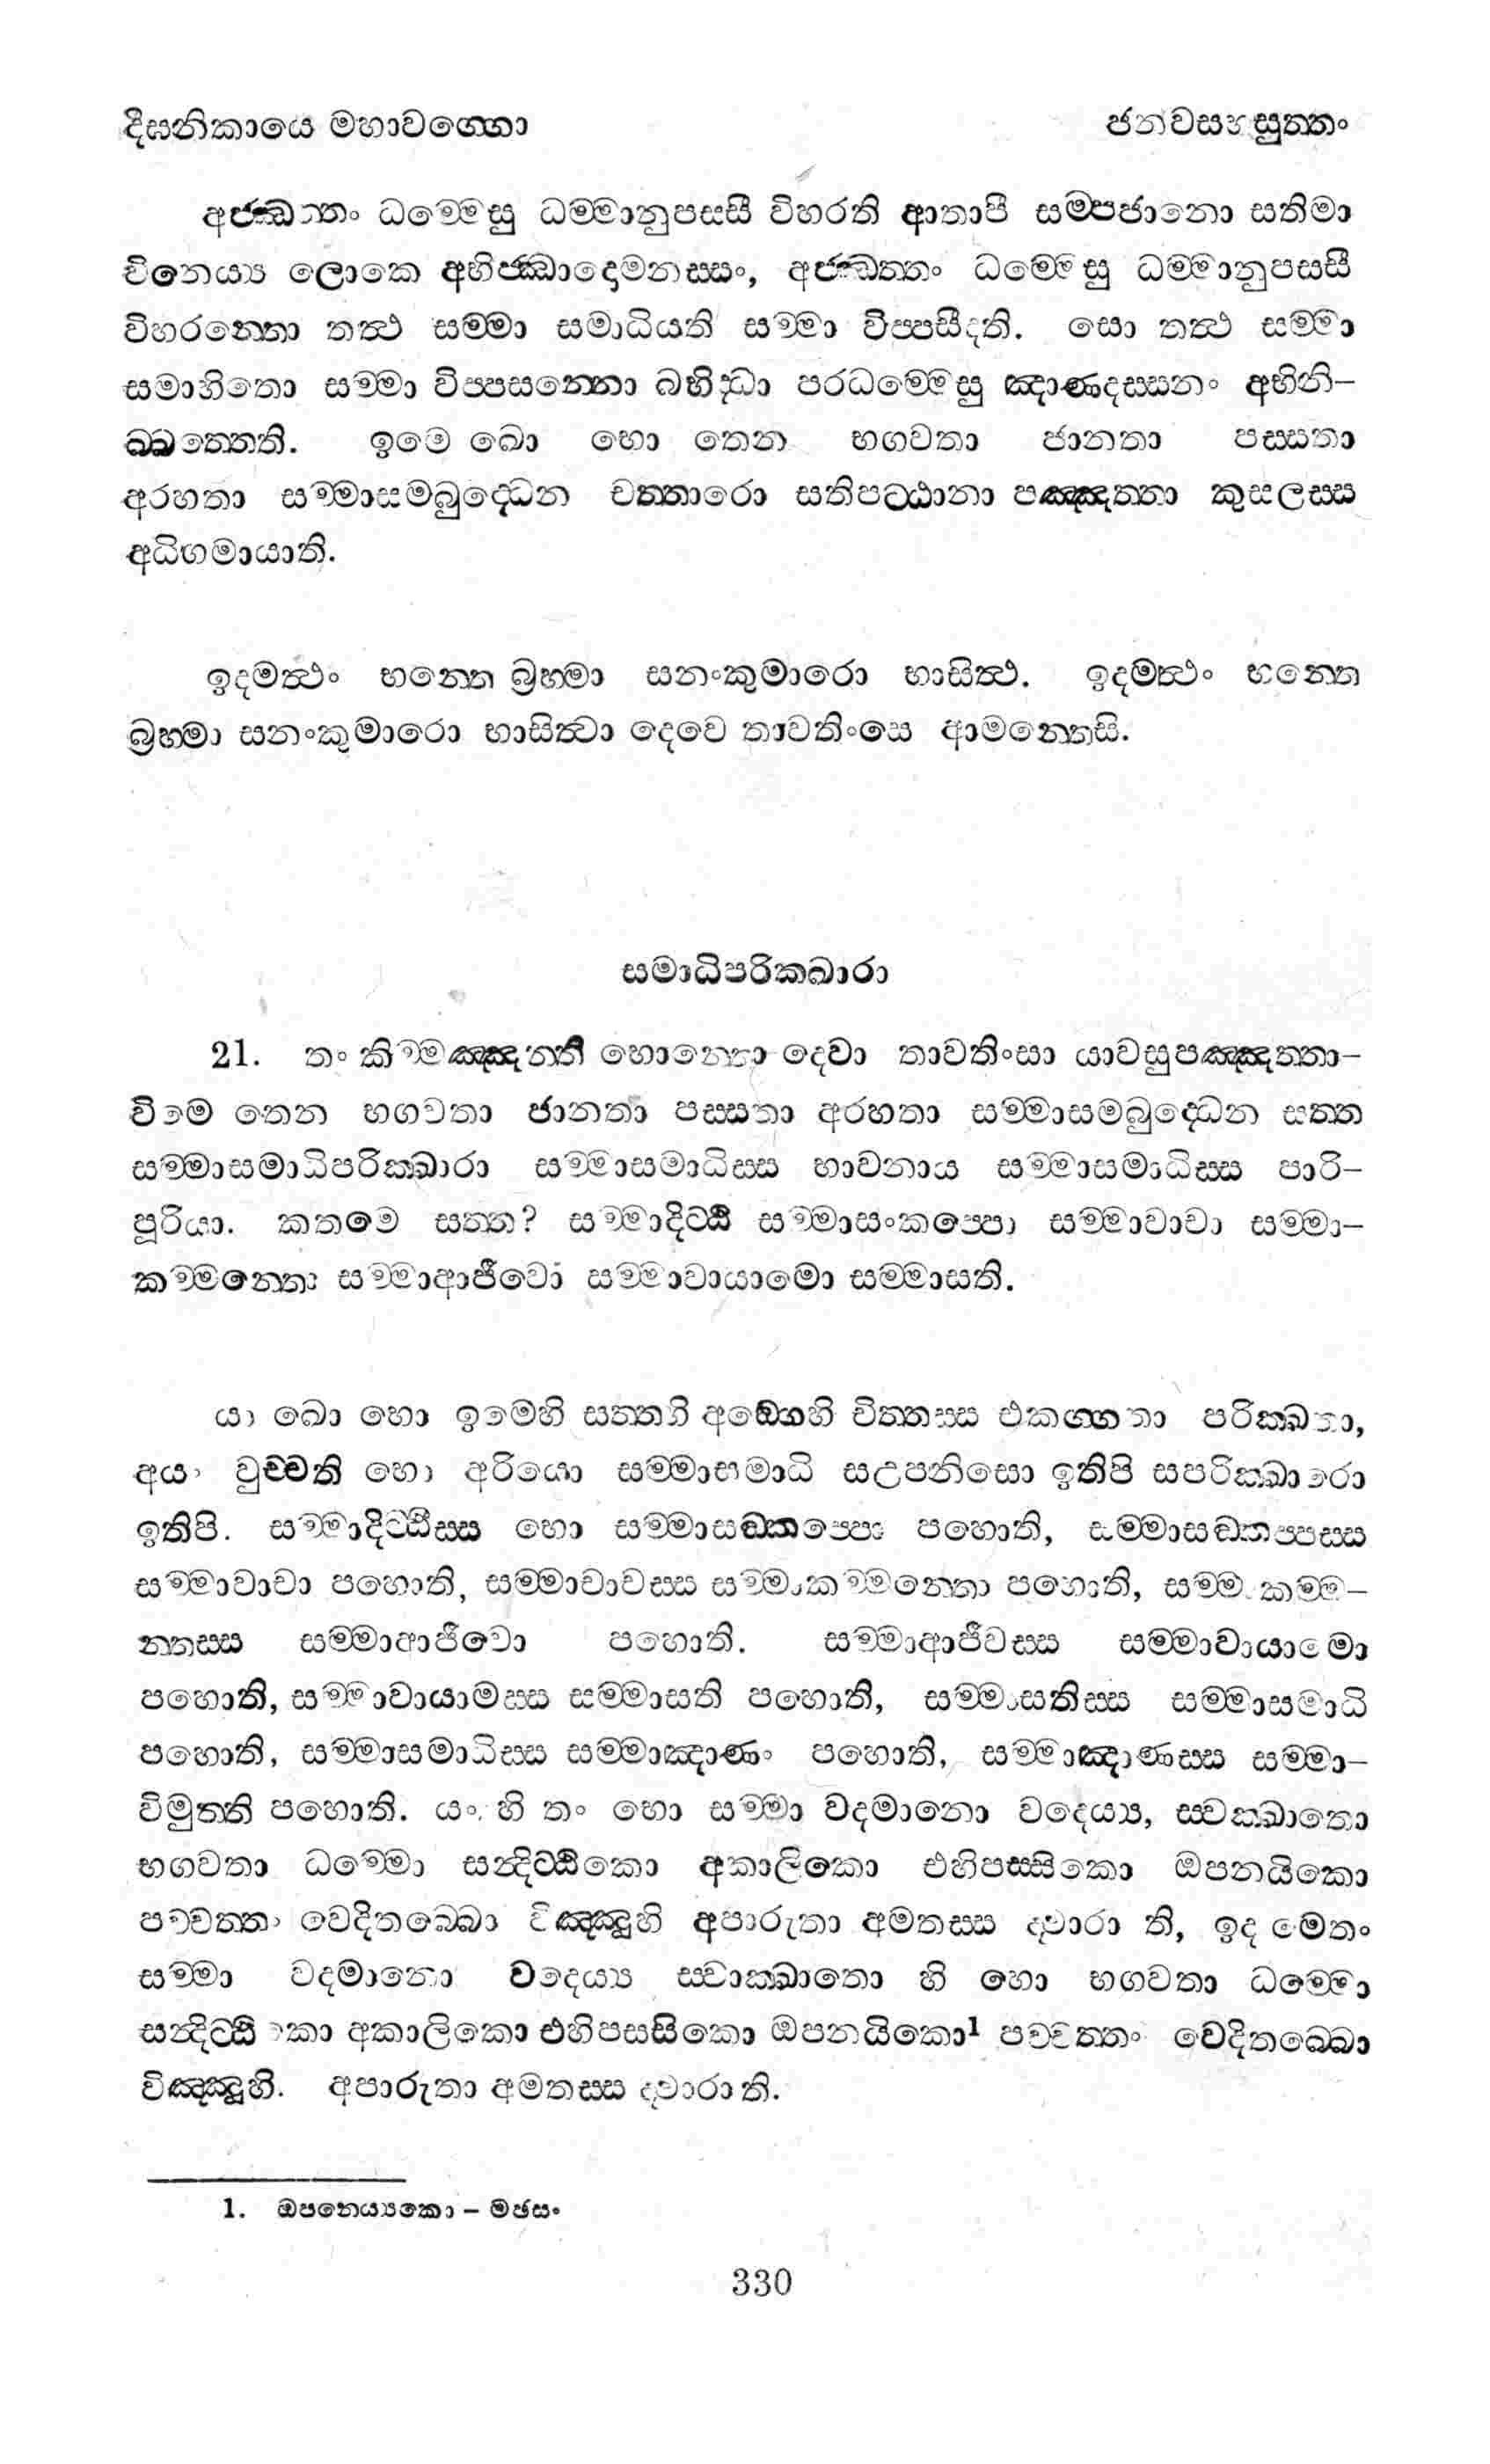 දීඝනිකායෙ මහාවග්ගො ජනවසභසුත්තං
අජ්ඣත්තං ධම්මෙසු ධම්මානුපස්සී විහරති ආතාපී සම්පජානො සතිමා
විනෙය්‍ය ලොකෙ අභිජ්ඣාදොමනස්සං, අජ්ඣත්තං ධම්මෙසු ධම්මානුපස්සී
විහරන්තො තත්‍ථ සම්මා සමාධියති සම්මා විප්පසීදති. සො තත්‍ථ සම්මා
සමාහිතො සම්මා විප්පසන්නො බහිද්ධා පරධම්මෙසු ඤාණදස්සනං අභිනි–
බ්බත්තෙති. ඉමෙ ඛො භො තෙන භගවතා ජානතා පස්සතා
අරහතා සම්මාසම්බුද්ධෙන චත්තාරො සතිපට්ඨානා පඤ්ඤත්තා කුසලස්ස
අධිගමායාති.
ඉදමත්‍ථං භන්තෙ බ්‍රහ්මා සනංකුමාරො භාසිත්‍ථ. ඉදමත්‍ථං භන්තෙ
බ්‍රහ්මා සනංකුමාරො භාසිත්‍වා දෙවෙ තාවතිංසෙ ආමන්තෙසි.
සමාධිපරික්ඛාරා
21. තං කිම්මඤ්ඤන්ති භොන්තො දෙවා තාවතිංසා යාවසුපඤ්ඤත්තා–
චිමෙ තෙන භගවතා ජානතා පස්සතා අරහතා සම්මාසම්බුද්ධෙන සත්ත
සම්මාසමාධිපරික්ඛාරා සම්මාසමාධිස්ස භාවනාය සම්මාසමාධිස්ස පාරි–
පූරියා. කතමෙ සත්ත? සම්මාදිට්ඨි සම්මාසංකප්පො සම්මාවාචා සම්මා–
කම්මන්තො සම්මාආජීවො සම්මාවායාමො සම්මාසති.
යා ඛො භො ඉමෙහි සත්තහි අඞ්ගෙහි චිත්තස්ස එකග්ගතා පරික්ඛතා,
අයං වුච්චති භො අරියො සම්මාසමාධි සඋපනිසො ඉතිපි සපරික්ඛාරො
ඉතිපි. සම්මාදිට්ඨිස්ස භො සම්මාසඞ්කප්පො පහොති, සම්මාසඞ්කප්පස්ස
සම්මාවාචා පහොති, සම්මාවාචස්ස සම්මාකම්මන්තො පහොති, සම්මාකම්ම–
න්තස්ස සම්මාආජීවො පහොති. සම්මාආජීවස්ස සම්මාවායාමො
පහොති, සම්මාවායාමස්ස සම්මාසති පහොති, සම්මාසතිස්ස සම්මාසමාධි
පහොති, සම්මාසමාධිස්ස සම්මාඤාණං පහොති, සම්මාඤාණස්ස සම්මා–
විමුත්ති පහොති. යං හි තං භො සම්මා වදමානො වදෙය්‍ය, ස්වක්ඛාතො
භගවතා ධම්මො සන්‍දිට්ඨිකො අකාලිකො එහිපස්සිකො ඔපනයිකො
පච්චත්තං වෙදිතබ්බො විඤ්ඤූහි අපාරුතා අමතස්ස ද්වාරා ති, ඉද මෙතං
සම්මා වදමානො වදෙය්‍ය ස්වාක්ඛාතො හි භො භගවතා ධම්මො
සන්‍දිට්ඨිකො අකාලිකො එහිපස්සිකො ඔපනයිකො1 පච්චත්තං වෙදිතබ්බො
විඤ්ඤූහි. අපාරුතා අමතස්ස ද්වාරා ති.
1. ඔපනෙය්‍යකො – මජසං
330